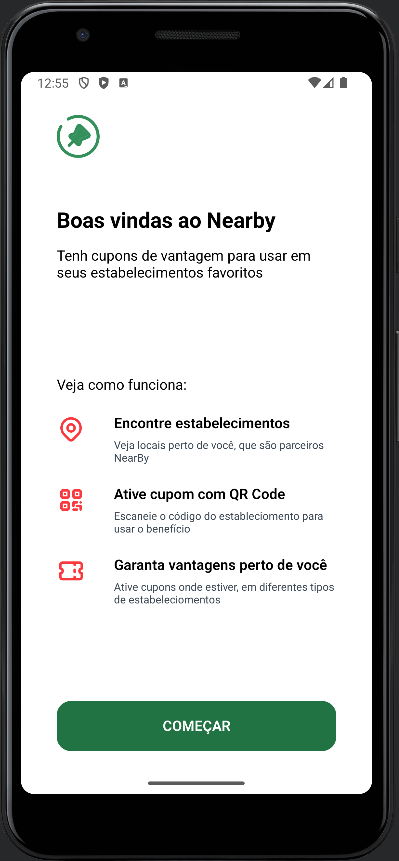 12:55
Boas vindas ao Nearby
Tenh cupons de vantagem para usar em
seus estabelecimentos favoritos
Veja como funciona:
Encontre estabelecimentos
Veja locais perto de você, que são parceiros
NearBy
Ative cupom com QR Code
Escaneie o código do estableciomento para
usar o benefício
Garanta vantagens perto de você
Ative cupons onde estiver, em diferentes tipos
de estabeleciomentos
COMEÇAR